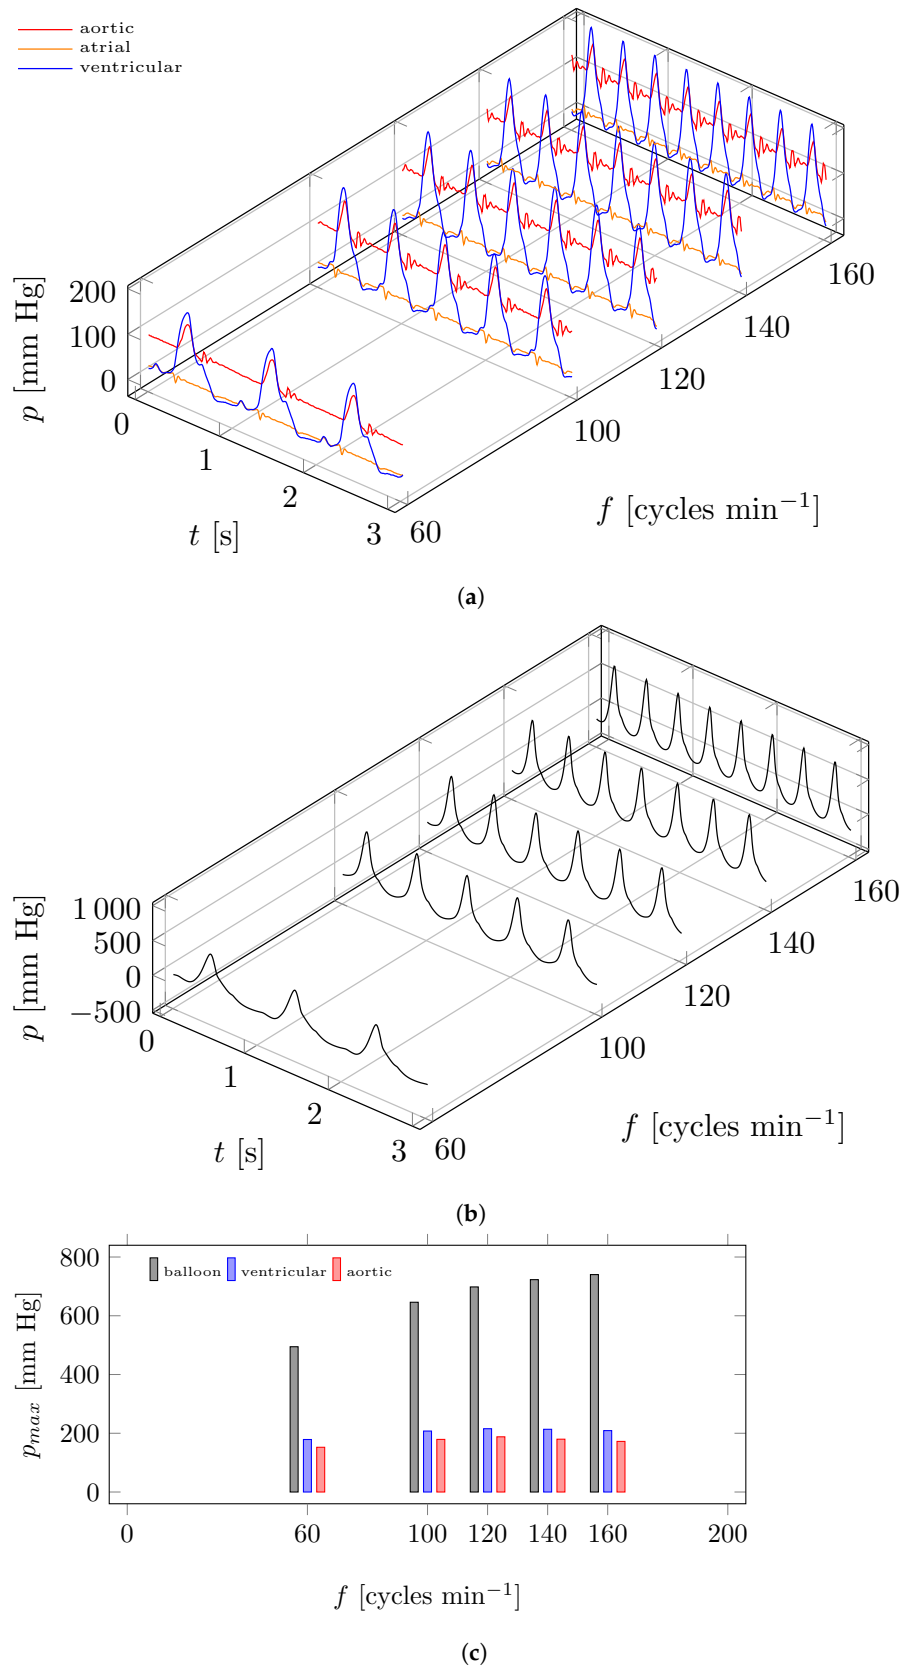 aortic
atrial
ventricular
200
100
0
p [mm Hg]
0
1
2
3
t [s]
60
100
120
140
160
f [cycles min−1]
(a)
1 000
500
0
−500
p [mm Hg]
0
1
2
3
t [s]
60
100
120
140
160
f [cycles min−1]
(b)
balloon ventricular aortic
800
600
400
200
0
pmax [mm Hg]
0 60 100 120 140 160 200
f [cycles min−1]
(c)